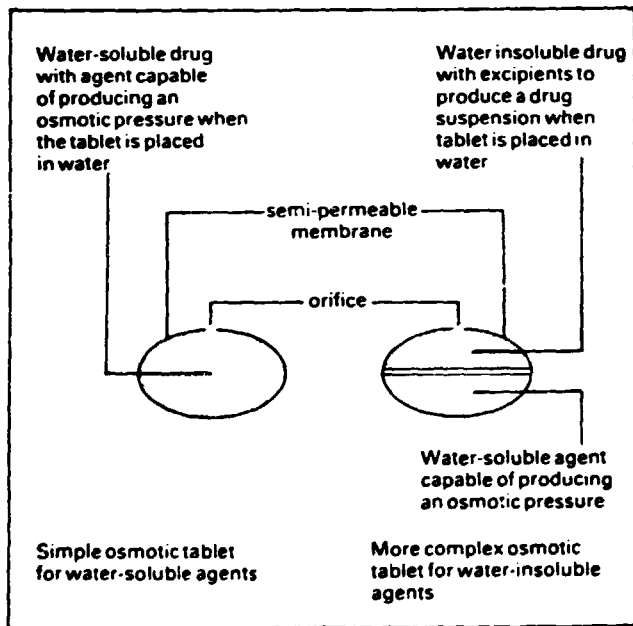 Water-soluble drug
with agent capable
of producing an
osmotic pressure when
the tablet is placed
in water
Water insoluble drug
with excipients to
produce a drug
suspension when
tablet is placed in
water
semi-permeable
membrane
orifice
Water-soluble agent
capable of producing
an osmotic pressure
Simple osmotic tablet
for water-soluble agents
More complex osmotic
tablet for water-insoluble
agents